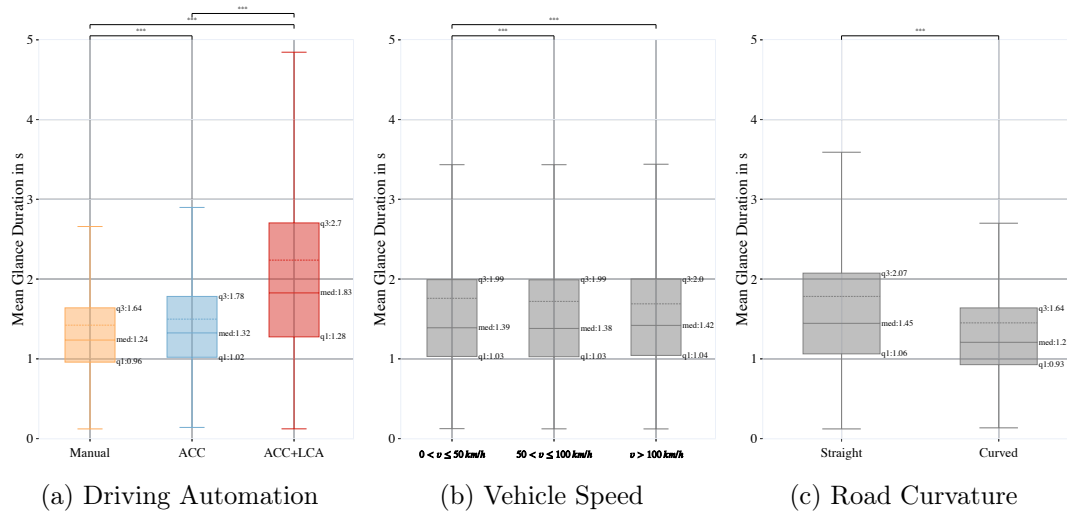 ***
***
***
Mean Glance Duration in s
5
4
3
2
1
0
q3:1.64
med:1.24
q1:0.96
q3:1.78
med:1.32
q1:1.02
q3:2.7
med:1.83
q1:1.28
Manual
ACC
ACC+LCA
(a) Driving Automation
***
***
Mean Glance Duration in s
5
4
3
2
1
0
q3:1.99
med:1.39
q1:1.03
q3:1.99
med:1.38
q1:1.03
q3:2.0
med:1.42
q1:1.04
0 < v ≤ 50 km/h
50 < v ≤ 100 km/h
v > 100 km/h
(b) Vehicle Speed
***
Mean Glance Duration in s
5
4
3
2
1
0
q3:2.07
med:1.45
q1:1.06
q3:1.64
med:1.2
q1:0.93
Straight
Curved
(c) Road Curvature